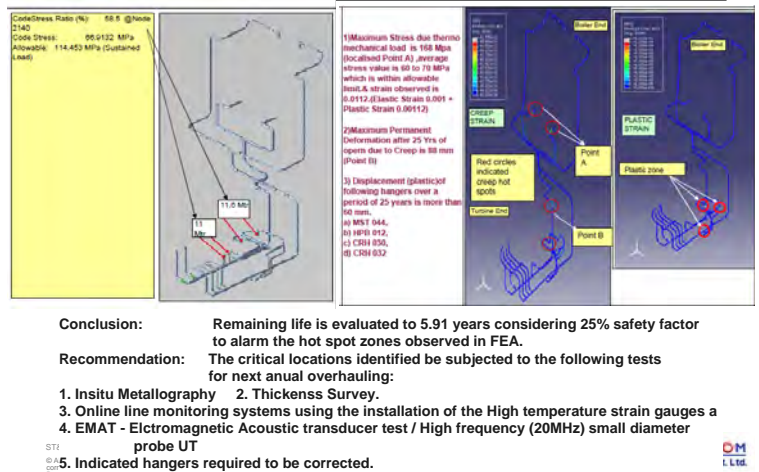 CodeStress Ratio (%): 58.5 @Node
2140
Code Stress: 66.9132 MPa
Allowable: 114.453 MPa (Sustained
Load)
11.6 Mtr
11
Mtr
1)Maximum Stress due thermo
mechanical load is 168 Mpa
(localised Point A) ,average
stress value is 60 to 70 MPa
which is within allowable
limit.& strain observed is
0.0112.(Elastic Strain 0.001 +
Plastic Strain 0.00112)
2)Maximum Permanent
Deformation after 25 Yrs of
opern due to Creep is 88 mm
(Point B)
3) Displacement (plastic)of
following hangers over a
period of 25 years is more than
60 mm.
a) MST 044,
b) HPB 012,
c) CRH 030,
d) CRH 032
Boiler End
CREEP
STRAIN
Point
A
Red circles
indicated
creep hot
spots
Turbine End
Point B
Boiler End
PLASTIC
STRAIN
Plastic zone
Conclusion: Remaining life is evaluated to 5.91 years considering 25% safety factor
to alarm the hot spot zones observed in FEA.
Recommendation: The critical locations identified be subjected to the following tests
for next anual overhauling:
1. Insitu Metallography 2. Thickenss Survey.
3. Online line monitoring systems using the installation of the High temperature strain gauges a
4. EMAT - Elctromagnetic Acoustic transducer test / High frequency (20MHz) small diameter
probe UT
5. Indicated hangers required to be corrected.
OM
t. Ltd.